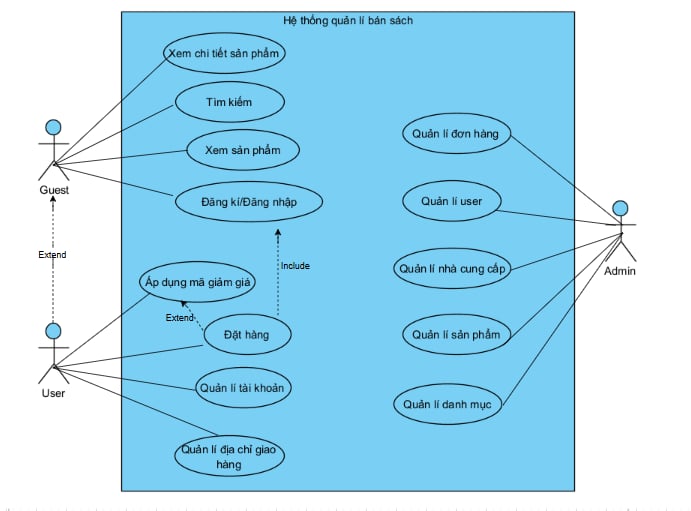 Hệ thống quản lí bán sách
Xem chi tiết sản phẩm
Tìm kiếm
Xem sản phẩm
Đăng kí/Đăng nhập
Guest
Extend
Include
Áp dụng mã giảm giá
Extend
Đặt hàng
User
Quản lí tài khoản
Quản lí địa chỉ giao
hàng
Quản lí đơn hàng
Quản lí user
Quản lí nhà cung cấp
Quản lí sản phẩm
Quản lí danh mục
Admin